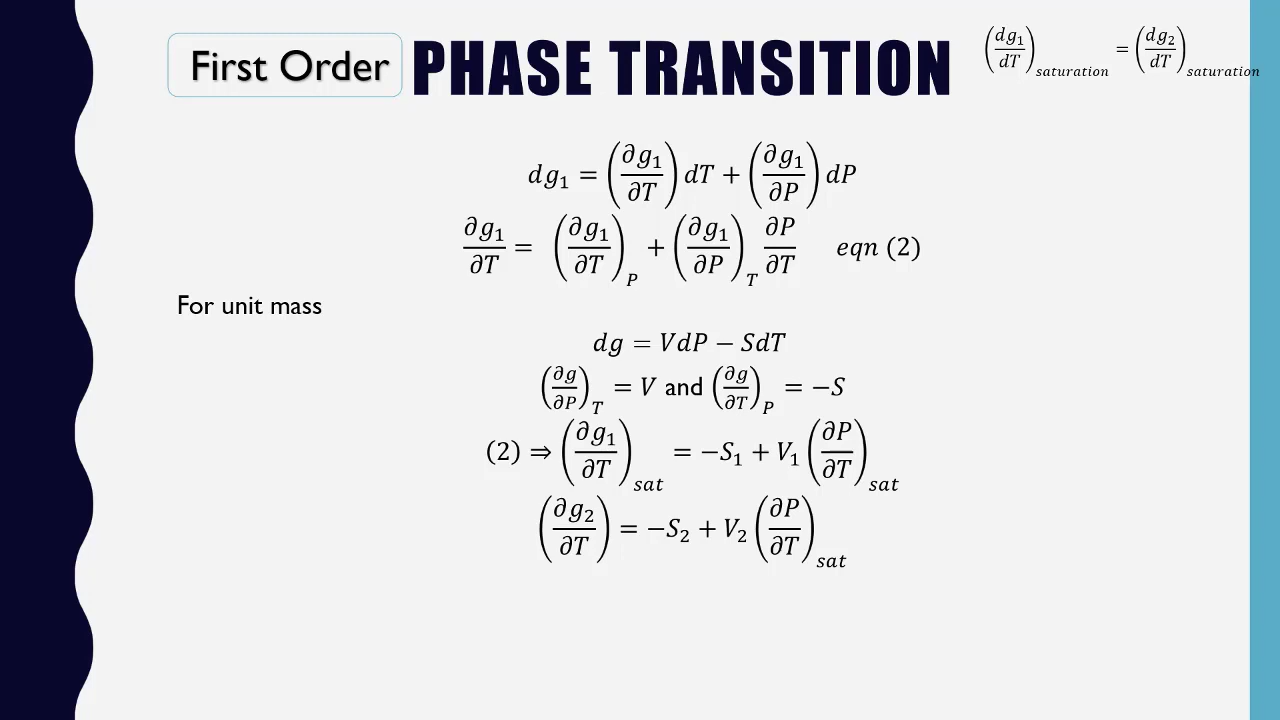 First Order PHASE TRANSITION
(dg₁/dT)saturation = (dg₂/dT)saturation
dg₁ = (∂g₁/∂T) dT + (∂g₁/∂P) dP
∂g₁/∂T = (∂g₁/∂T)P + (∂g₁/∂P)T ∂P/∂T eqn (2)
For unit mass
dg = VdP − SdT
(∂g/∂P)T = V and (∂g/∂T)P = −S
(2) ⇒ (∂g₁/∂T)sat = −S₁ + V₁ (∂P/∂T)sat
(∂g₂/∂T) = −S₂ + V₂ (∂P/∂T)sat